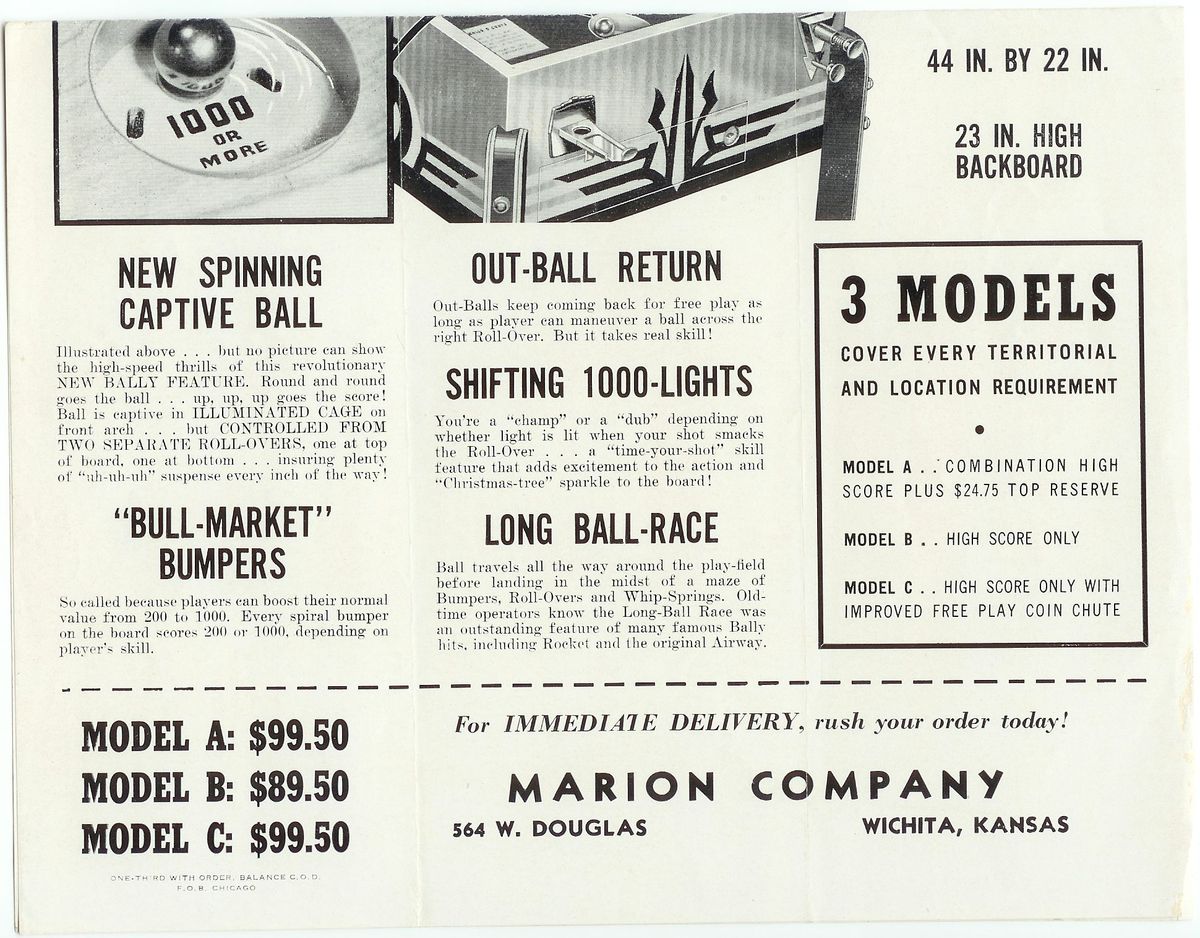 1000
OR
MORE
44 IN. BY 22 IN.
23 IN. HIGH
BACKBOARD
NEW SPINNING
CAPTIVE BALL
Illustrated above . . . but no picture can show
the high-speed thrills of this revolutionary
NEW BALLY FEATURE. Round and round
goes the ball . . . up, up, up goes the score!
Ball is captive in ILLUMINATED CAGE on
front arch . . . but CONTROLLED FROM
TWO SEPARATE ROLL-OVERS, one at top
of board, one at bottom . . . insuring plenty
of "uh-uh-uh" suspense every inch of the way!
"BULL-MARKET"
BUMPERS
So called because players can boost their normal
value from 200 to 1000. Every spiral bumper
on the board scores 200 or 1000, depending on
player's skill.
OUT-BALL RETURN
Out-Balls keep coming back for free play as
long as player can maneuver a ball across the
right Roll-Over. But it takes real skill!
SHIFTING 1000-LIGHTS
You're a "champ" or a "dub" depending on
whether light is lit when your shot smacks
the Roll-Over . . . a "time-your-shot" skill
feature that adds excitement to the action and
"Christmas-tree" sparkle to the board!
LONG BALL-RACE
Ball travels all the way around the play-field
before landing in the midst of a maze of
Bumpers, Roll-Overs and Whip-Springs. Old-
time operators know the Long-Ball Race was
an outstanding feature of many famous Bally
hits, including Rocket and the original Airway.
3 MODELS
COVER EVERY TERRITORIAL
AND LOCATION REQUIREMENT
•
MODEL A . . COMBINATION HIGH
SCORE PLUS $24.75 TOP RESERVE
MODEL B . . HIGH SCORE ONLY
MODEL C . . HIGH SCORE ONLY WITH
IMPROVED FREE PLAY COIN CHUTE
MODEL A: $99.50
MODEL B: $89.50
MODEL C: $99.50
ONE-THIRD WITH ORDER, BALANCE C.O.D.
F.O.B. CHICAGO
For IMMEDIATE DELIVERY, rush your order today!
MARION COMPANY
564 W. DOUGLAS
WICHITA, KANSAS